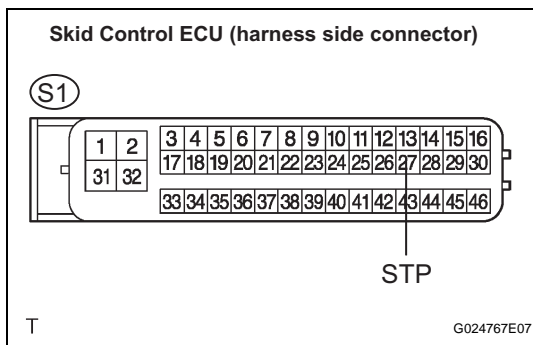 Skid Control ECU (harness side connector)
S1
1 2 3 4 5 6 7 8 9 10 11 12 13 14 15 16
17 18 19 20 21 22 23 24 25 26 27 28 29 30
31 32
33 34 35 36 37 38 39 40 41 42 43 44 45 46
STP
T G024767E07